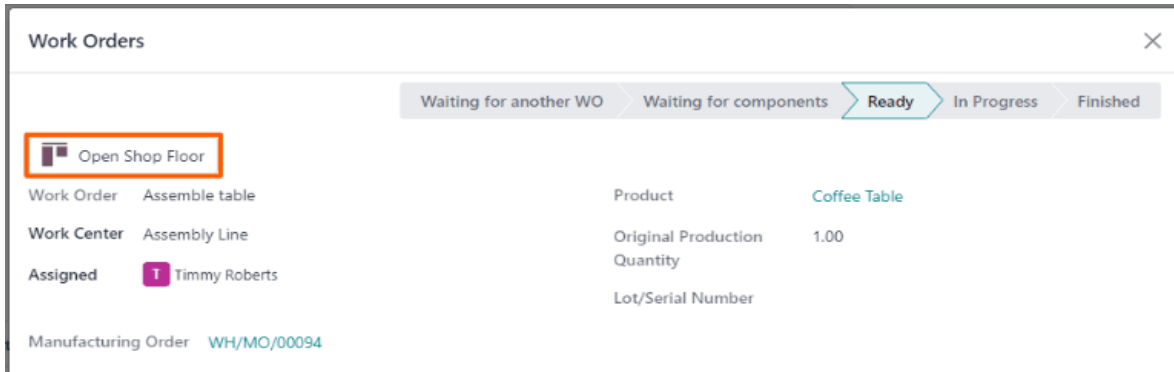 Work Orders
Waiting for another WO Waiting for components Ready In Progress Finished
Open Shop Floor
Work Order Assemble table
Product Coffee Table
Work Center Assembly Line
Original Production Quantity 1.00
Assigned T Timmy Roberts
Lot/Serial Number
Manufacturing Order WH/MO/00094